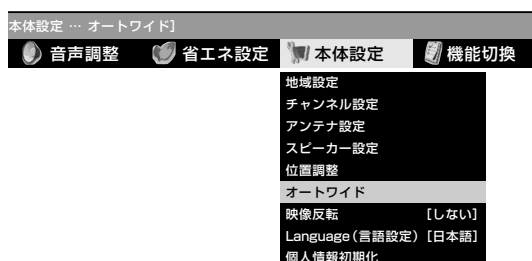 本体設定 … オートワイド]
音声調整 省エネ設定 本体設定 機能切換
地域設定
チャンネル設定
アンテナ設定
スピーカー設定
位置調整
オートワイド
映像反転 [しない]
Language(言語設定) [日本語]
個人情報初期化